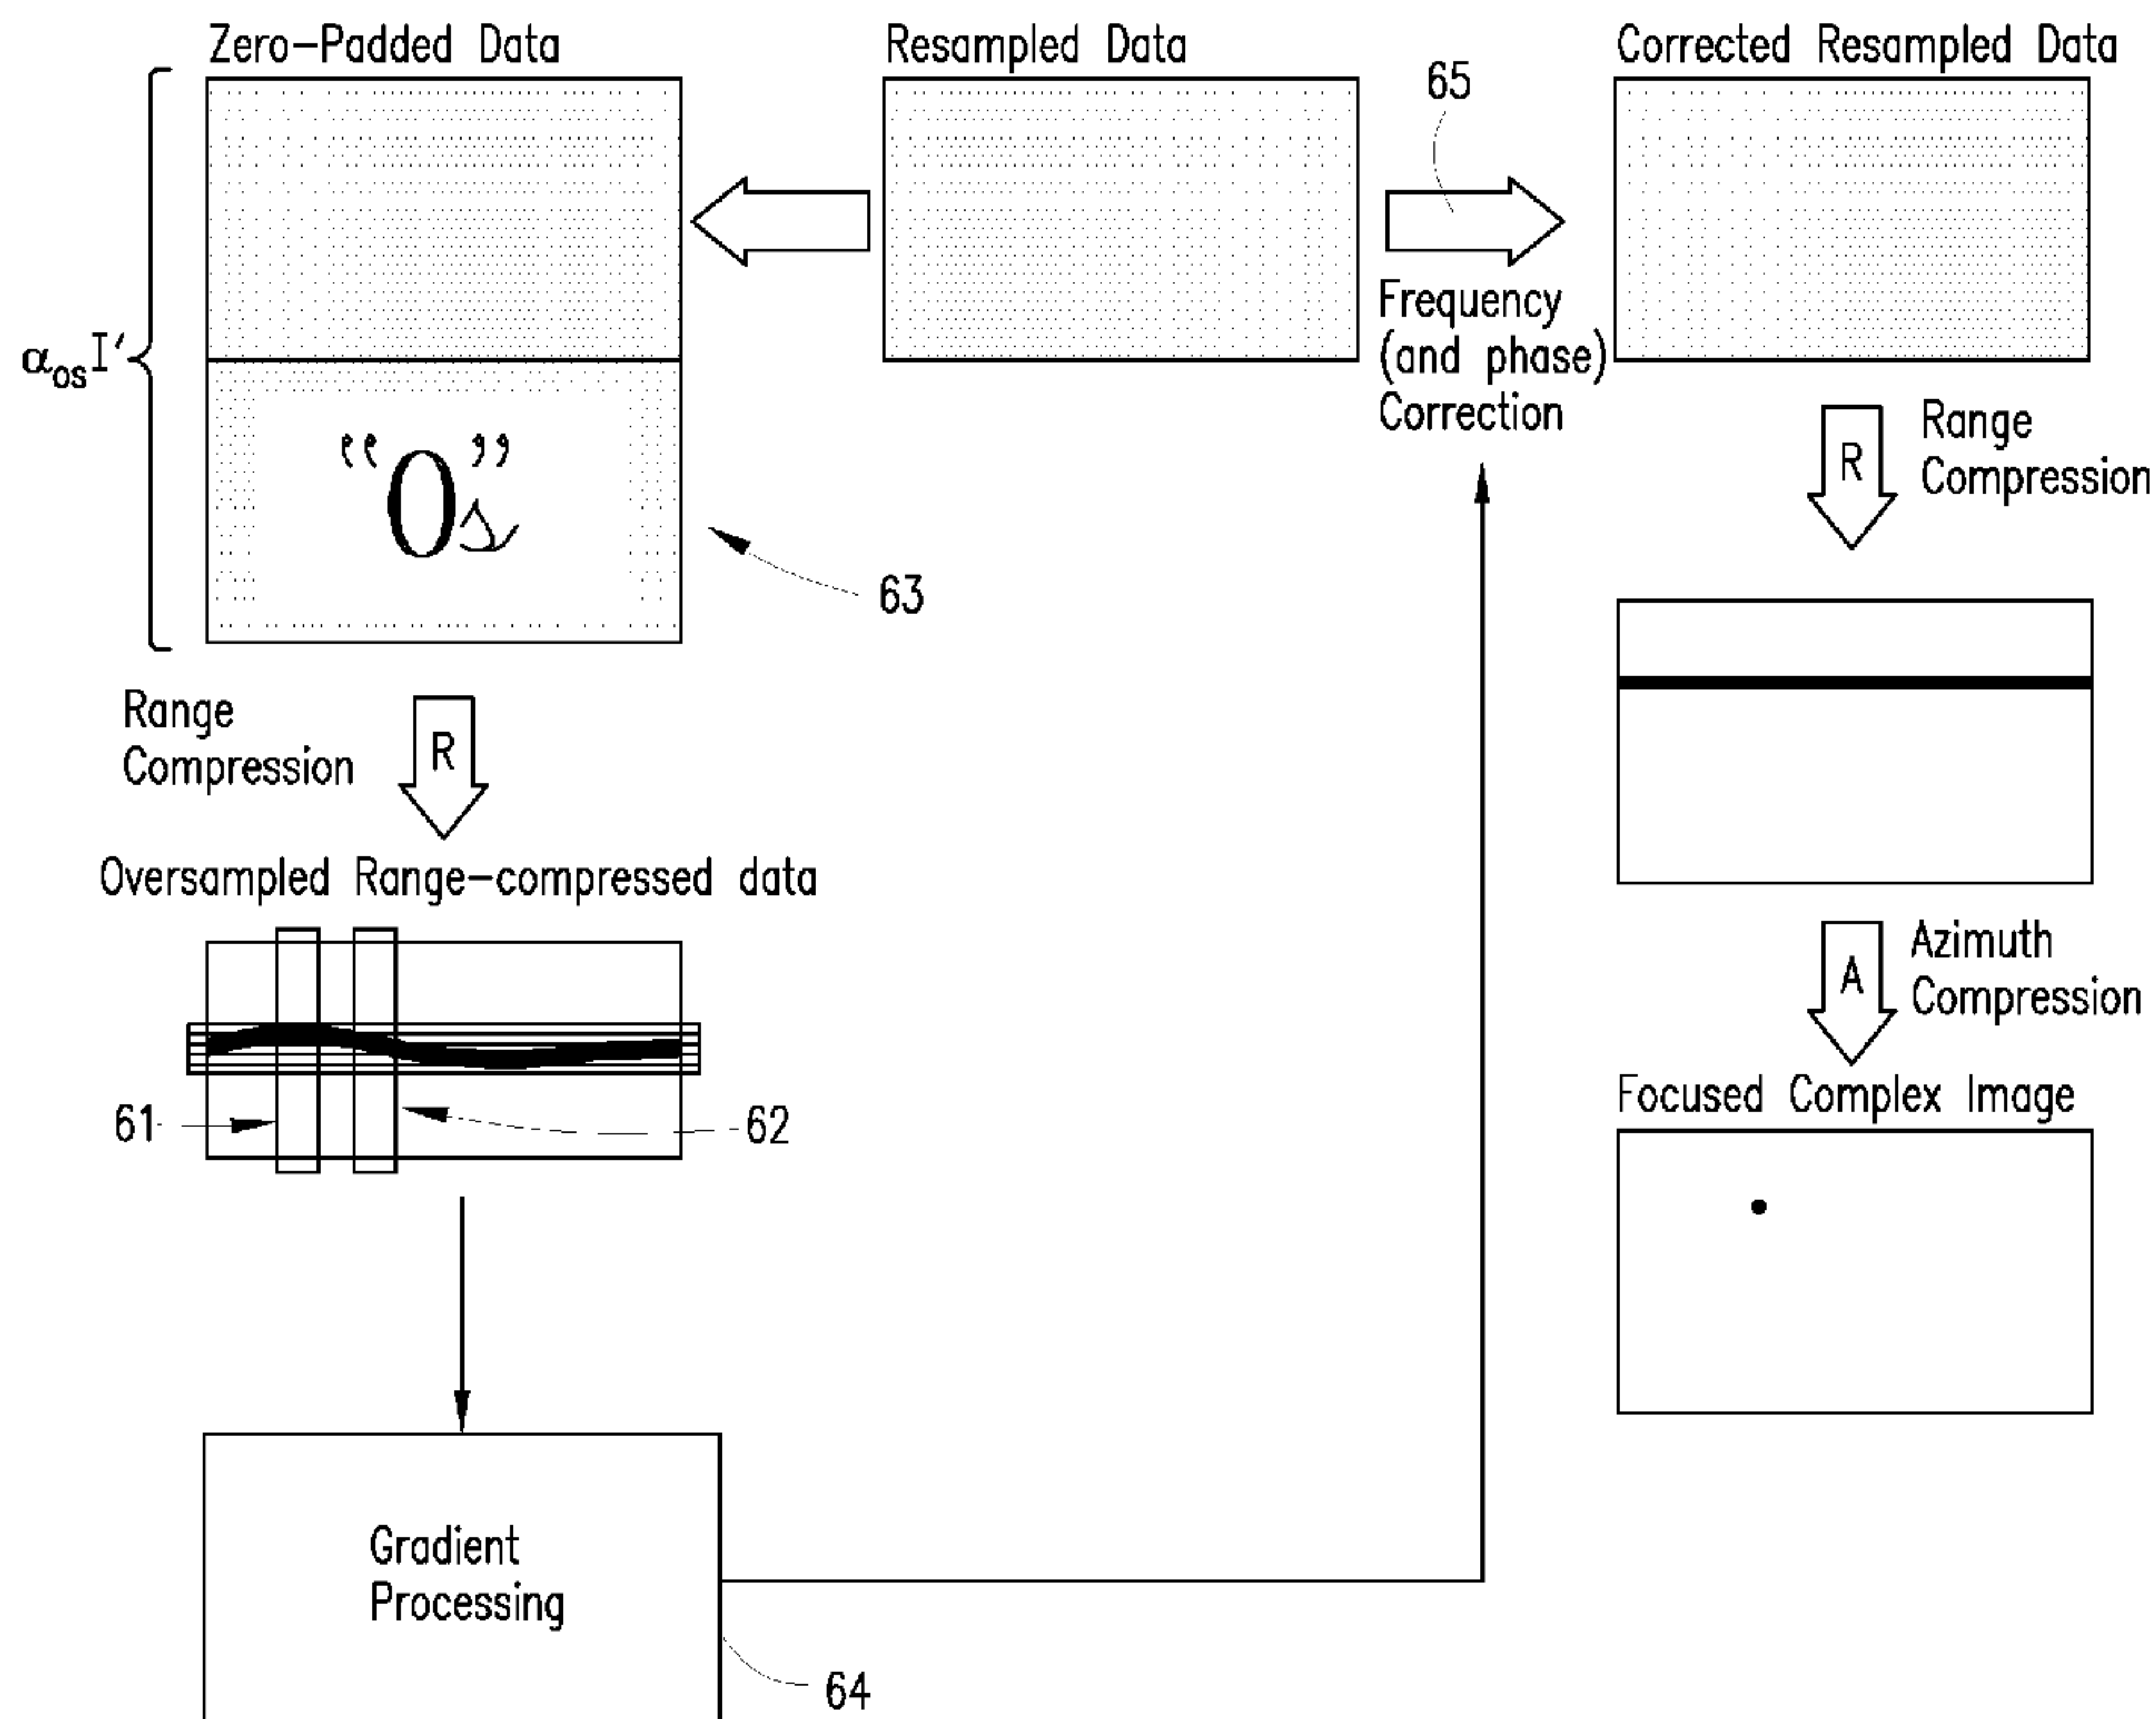 Zero-Padded Data
Resampled Data
Corrected Resampled Data
65
αosI′
Frequency
(and phase)
Correction
Range
Compression
R
“0”
63
Range
Compression
R
Oversampled Range-compressed data
A
Azimuth
Compression
61
62
Focused Complex Image
Gradient
Processing
64